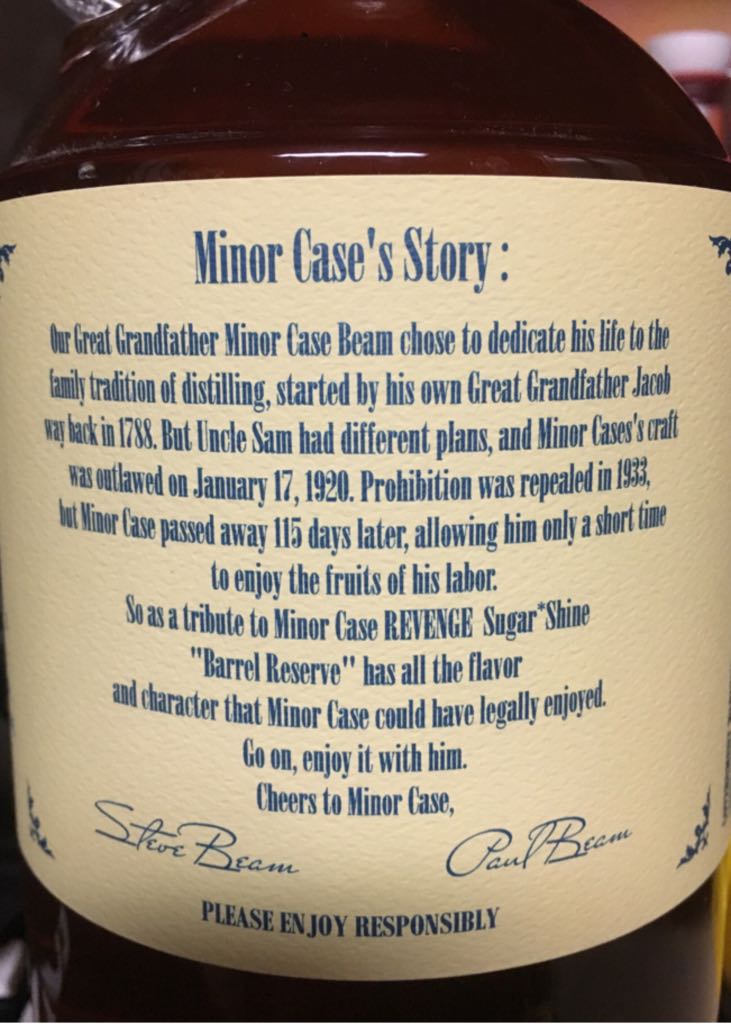 Minor Case's Story :
Our Great Grandfather Minor Case Beam chose to dedicate his life to the
family tradition of distilling, started by his own Great Grandfather Jacob
way back in 1788. But Uncle Sam had different plans, and Minor Cases's craft
was outlawed on January 17, 1920. Prohibition was repealed in 1933,
but Minor Case passed away 115 days later, allowing him only a short time
to enjoy the fruits of his labor.
So as a tribute to Minor Case REVENGE Sugar*Shine
"Barrel Reserve" has all the flavor
and character that Minor Case could have legally enjoyed.
Go on, enjoy it with him.
Cheers to Minor Case,
Steve Beam Paul Beam
PLEASE ENJOY RESPONSIBLY